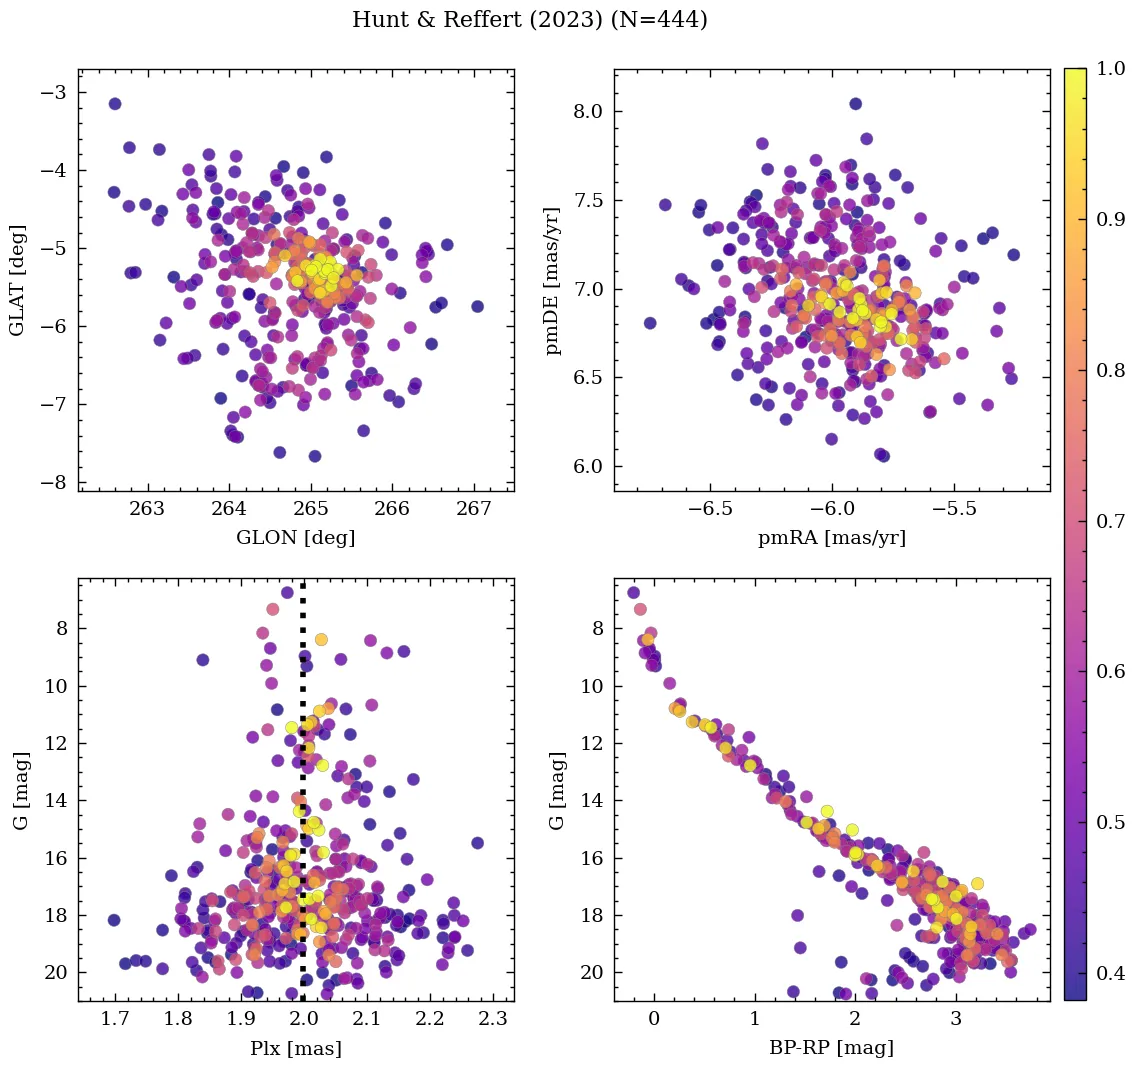 Hunt & Reffert (2023) (N=444)
−3
−4
−5
−6
−7
−8
GLAT [deg]
263 264 265 266 267
GLON [deg]
8.0
7.5
7.0
6.5
6.0
pmDE [mas/yr]
−6.5 −6.0 −5.5
pmRA [mas/yr]
1.0
0.9
0.8
0.7
0.6
0.5
0.4
8
10
12
14
16
18
20
G [mag]
1.7 1.8 1.9 2.0 2.1 2.2 2.3
Plx [mas]
8
10
12
14
16
18
20
G [mag]
0 1 2 3
BP-RP [mag]